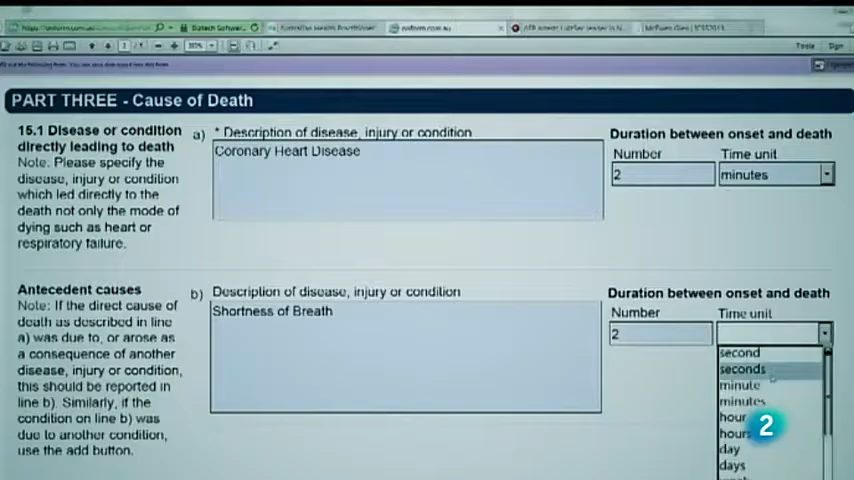 PART THREE - Cause of Death
15.1 Disease or condition
directly leading to death
Note: Please specify the
disease, injury or condition
which led directly to the
death not only the mode of
dying such as heart or
respiratory failure.
a) * Description of disease, injury or condition
Coronary Heart Disease
Duration between onset and death
Number Time unit
2 minutes
Antecedent causes
Note: If the direct cause of
death as described in line
a) was due to, or arose as
a consequence of another
disease, injury or condition,
this should be reported in
line b). Similarly, if the
condition on line b) was
due to another condition,
use the add button.
b) Description of disease, injury or condition
Shortness of Breath
Duration between onset and death
Number Time unit
2
second
seconds
minute
minutes
hour
hours
day
days
2